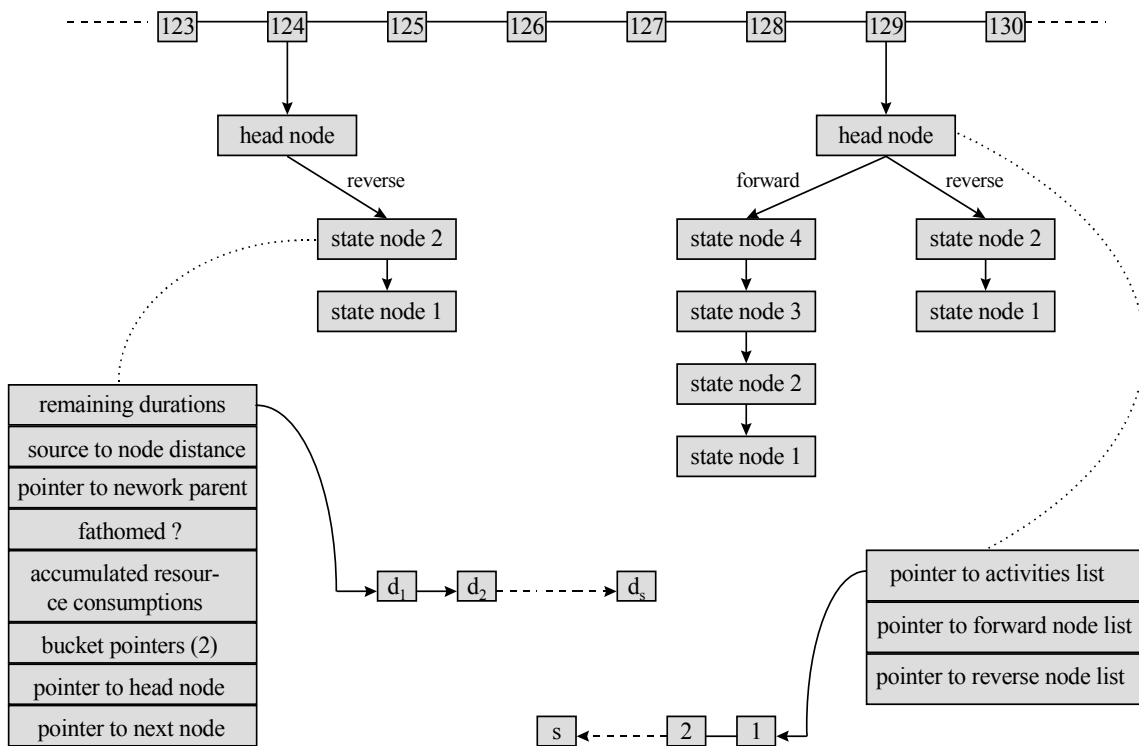 123 124 125 126 127 128 129 130
head node head node
reverse forward reverse
state node 2 state node 4 state node 2
state node 1 state node 3 state node 1
state node 2
state node 1
remaining durations
source to node distance
pointer to nework parent
fathomed ?
accumulated resour-
ce consumptions
bucket pointers (2)
pointer to head node
pointer to next node
d₁ d₂ dₛ
pointer to activities list
pointer to forward node list
pointer to reverse node list
s 2 1